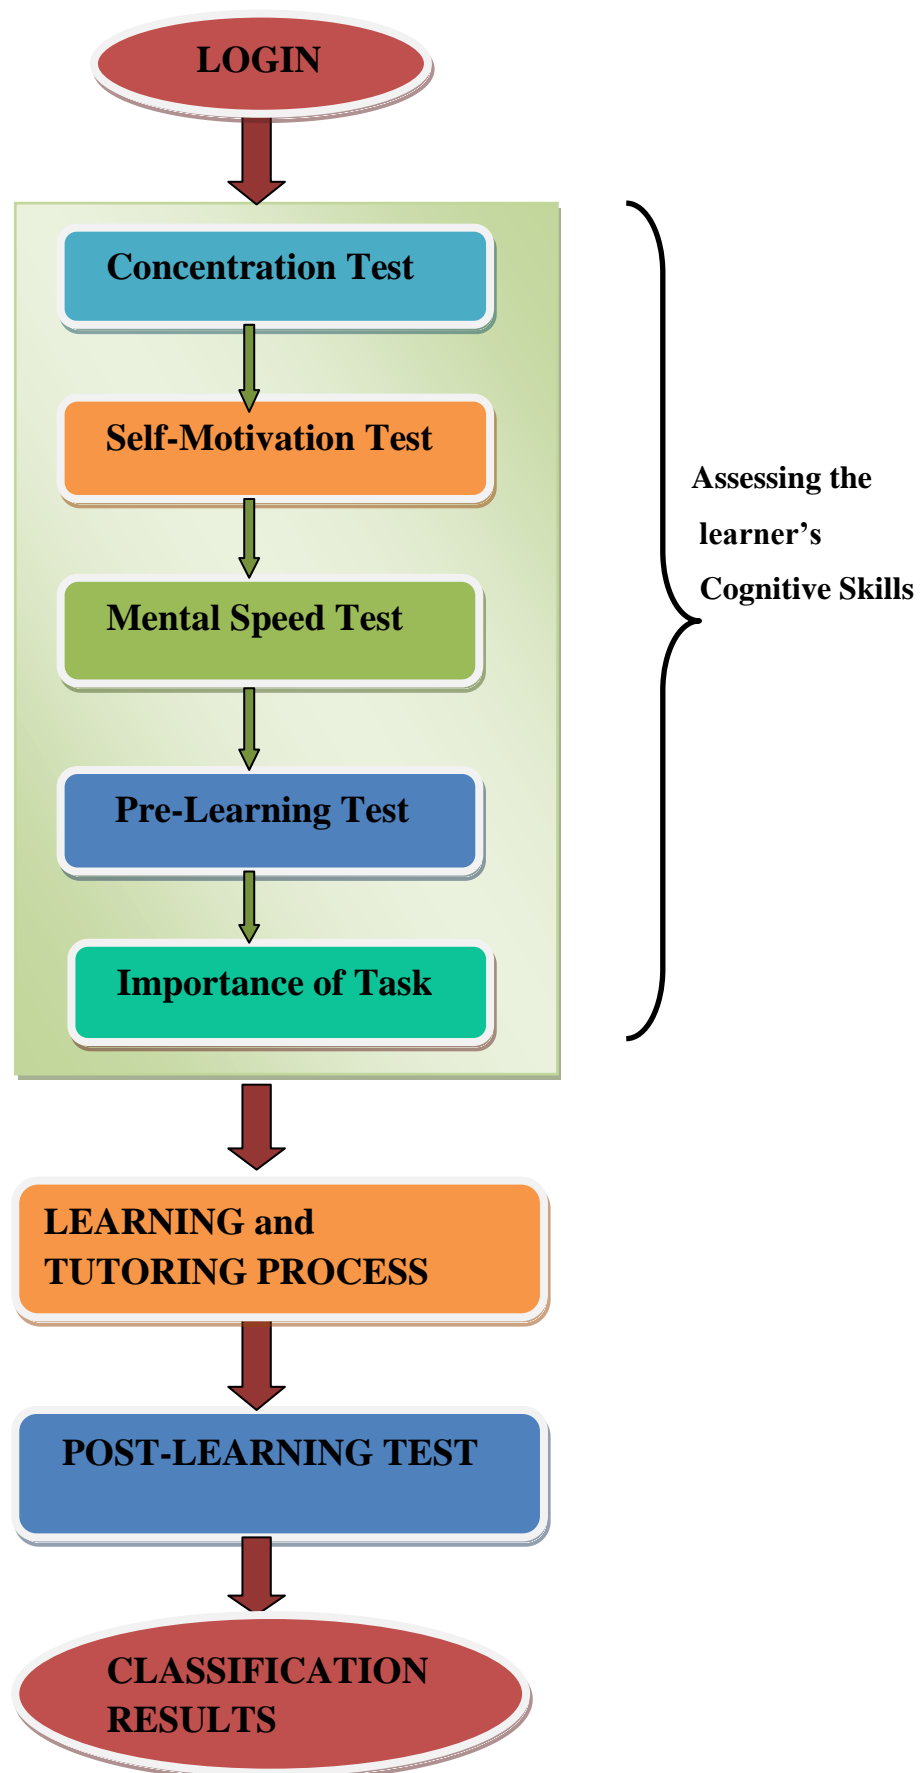 LOGIN
Concentration Test
Self-Motivation Test
Mental Speed Test
Pre-Learning Test
Importance of Task
Assessing the
learner’s
Cognitive Skills
LEARNING and
TUTORING PROCESS
POST-LEARNING TEST
CLASSIFICATION
RESULTS